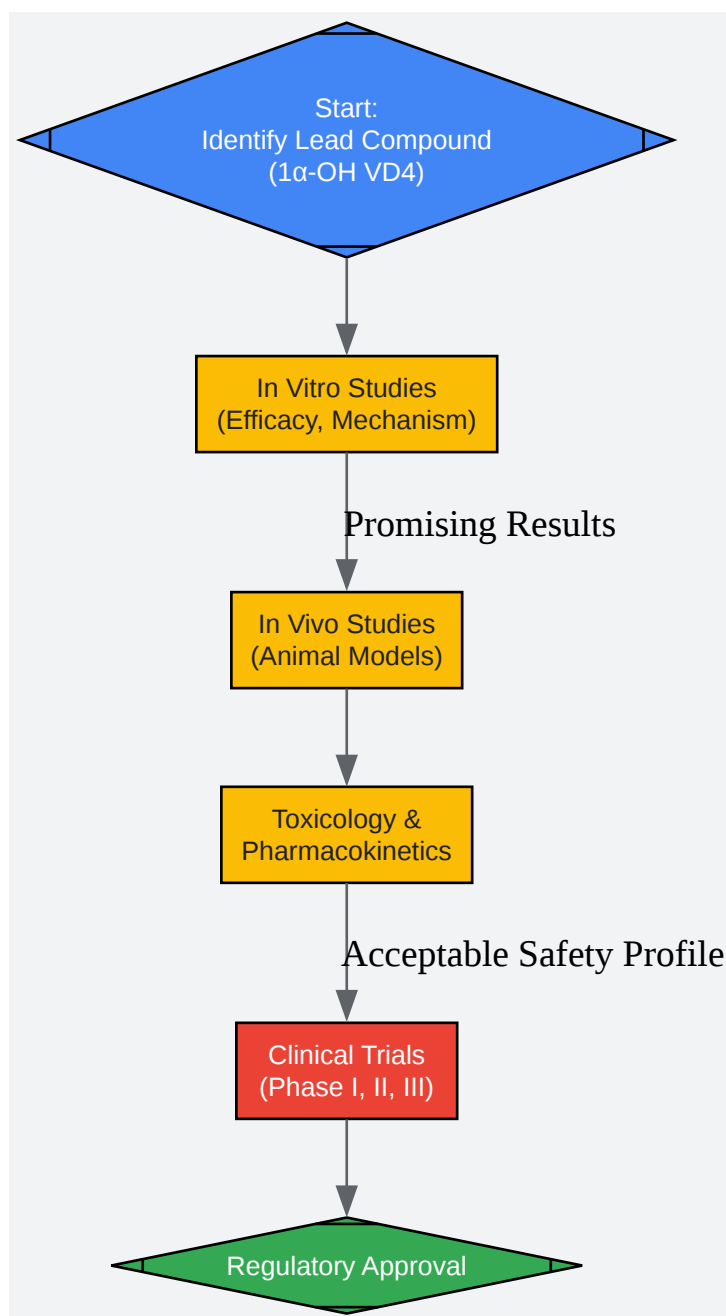 Start:
Identify Lead Compound
(1α-OH VD4)
In Vitro Studies
(Efficacy, Mechanism)
Promising Results
In Vivo Studies
(Animal Models)
Toxicology &
Pharmacokinetics
Acceptable Safety Profile
Clinical Trials
(Phase I, II, III)
Regulatory Approval